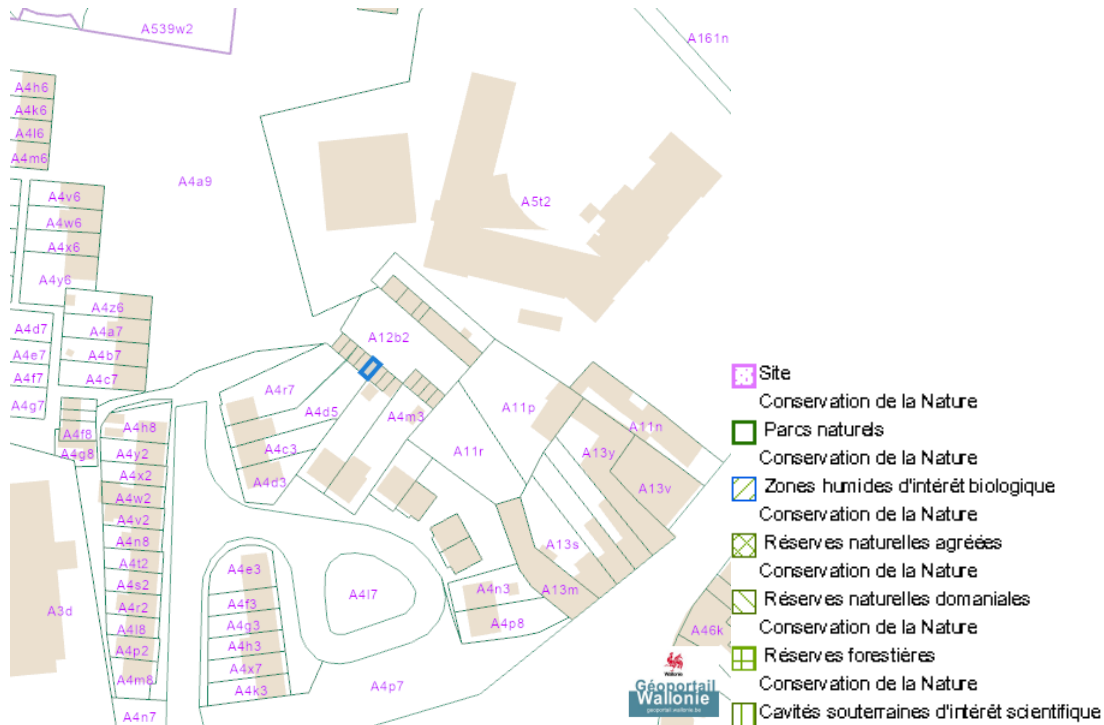 A539w2
A161n
A4h6
A4k6
A4l6
A4m6
A4a9
A4v6
A4w6
A4x6
A4y6
A5t2
A4z6
A4a7
A4b7
A4c7
A4d7
A4e7
A4f7
A4g7
A12b2
A4r7
A4d5
A4m3
A4c3
A4d3
A11p
A11n
A11r
A13y
A13v
A4f8
A4g8
A4h8
A4y2
A4x2
A4w2
A4v2
A4n8
A4t2
A4s2
A4r2
A4l8
A4p2
A4m8
A4n7
A3d
A4e3
A4f3
A4g3
A4h3
A4x7
A4k3
A4l7
A4p7
A13s
A4n3
A13m
A4p8
A46k
Wallonie
Géoportail
Wallonie
geoportail.wallonie.be
Site
Conservation de la Nature
Parcs naturels
Conservation de la Nature
Zones humides d'intérêt biologique
Conservation de la Nature
Réserves naturelles agréées
Conservation de la Nature
Réserves naturelles domaniales
Conservation de la Nature
Réserves forestières
Conservation de la Nature
Cavités souterraines d'intérêt scientifique